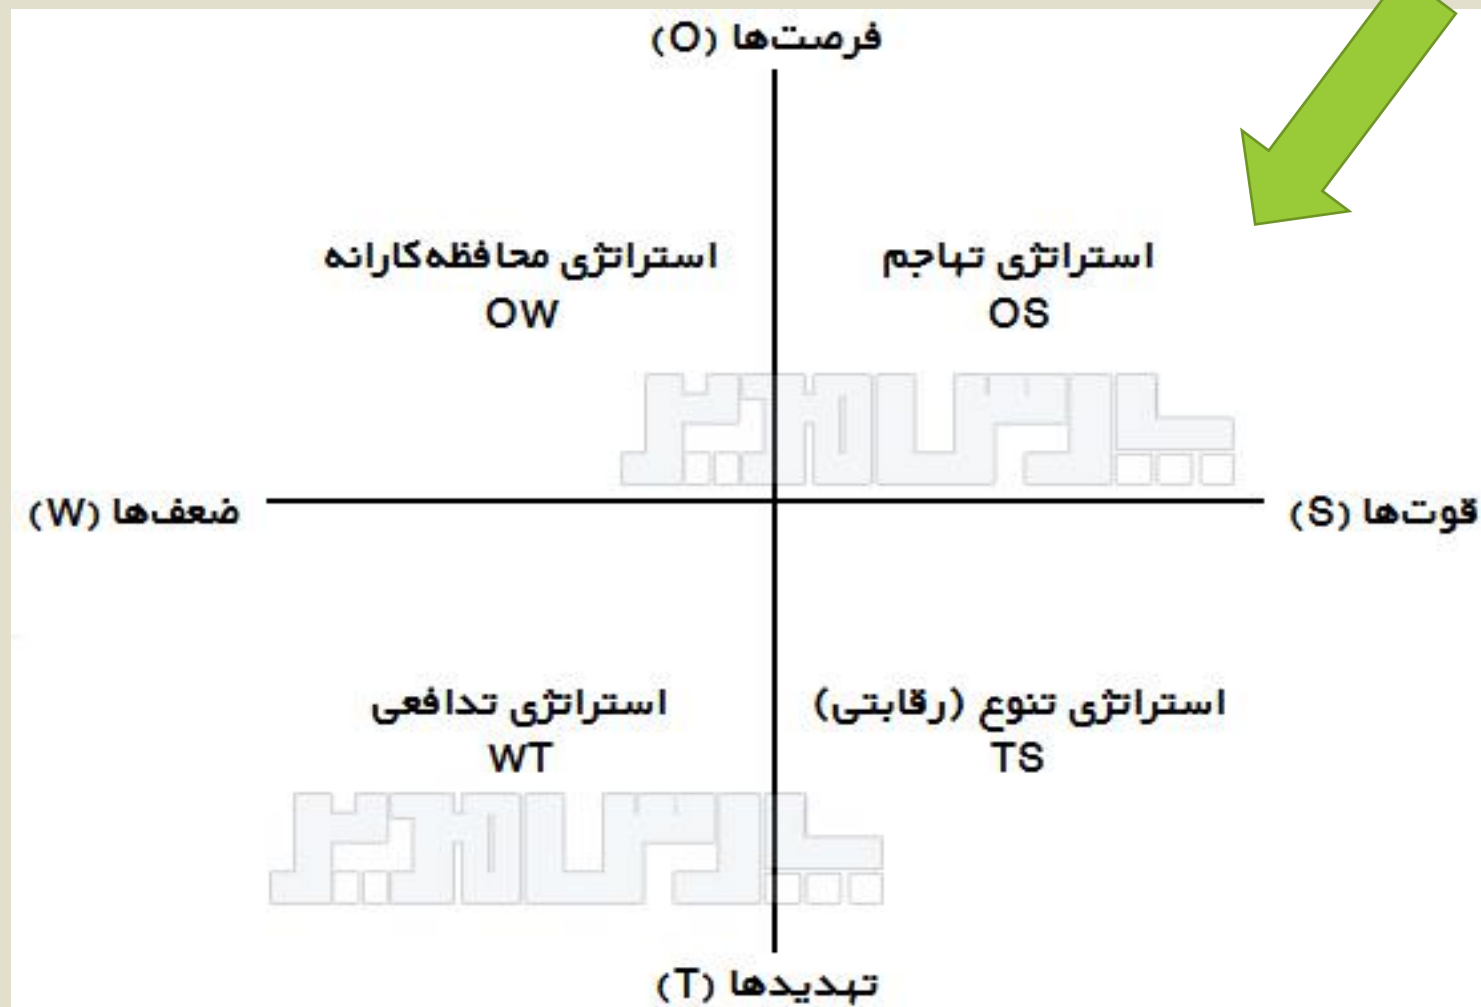 فرصت‌ها (O)
استراتژی تهاجم
OS
استراتژی محافظه‌کارانه
OW
قوت‌ها (S)
ضعف‌ها (W)
استراتژی تنوع (رقابتی)
TS
استراتژی تدافعی
WT
تهدیدها (T)